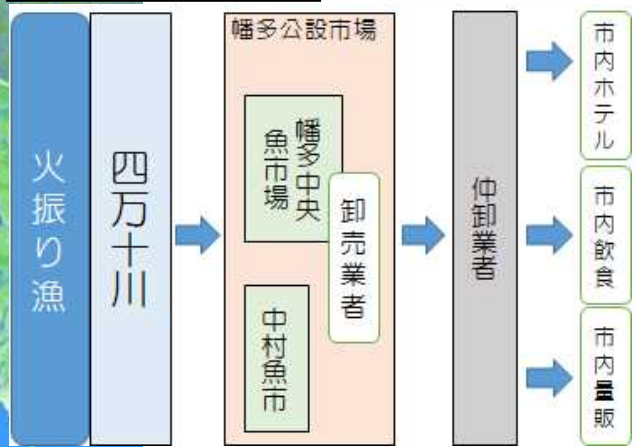 火振り漁
四万十川
幡多公設市場
幡多中央
魚市場
卸売業者
中村魚市
仲卸業者
市内ホテル
市内飲食
市内量販